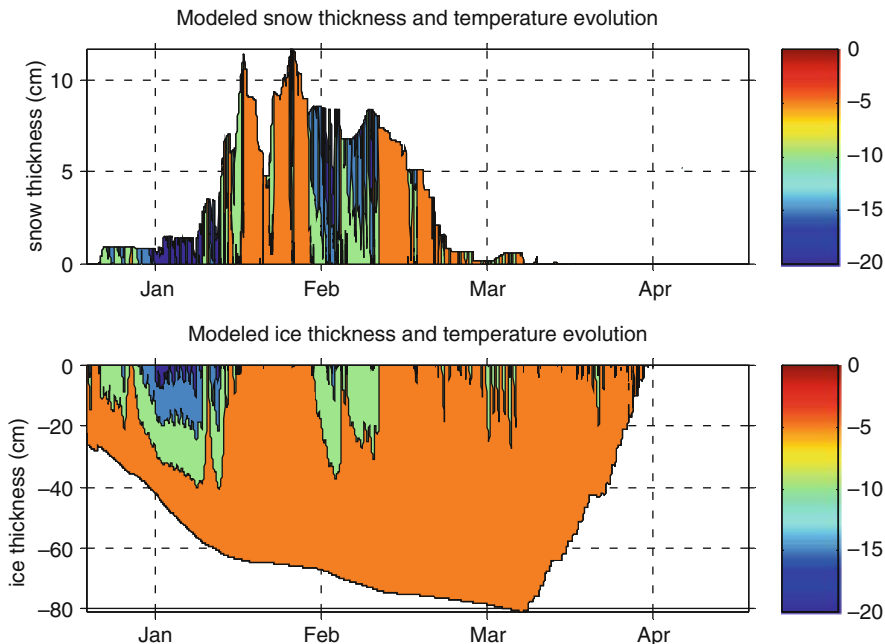 Modeled snow thickness and temperature evolution
snow thickness (cm)
10
5
0
Jan
Feb
Mar
Apr
0
−5
−10
−15
−20
Modeled ice thickness and temperature evolution
ice thickness (cm)
0
−20
−40
−60
−80
Jan
Feb
Mar
Apr
0
−5
−10
−15
−20